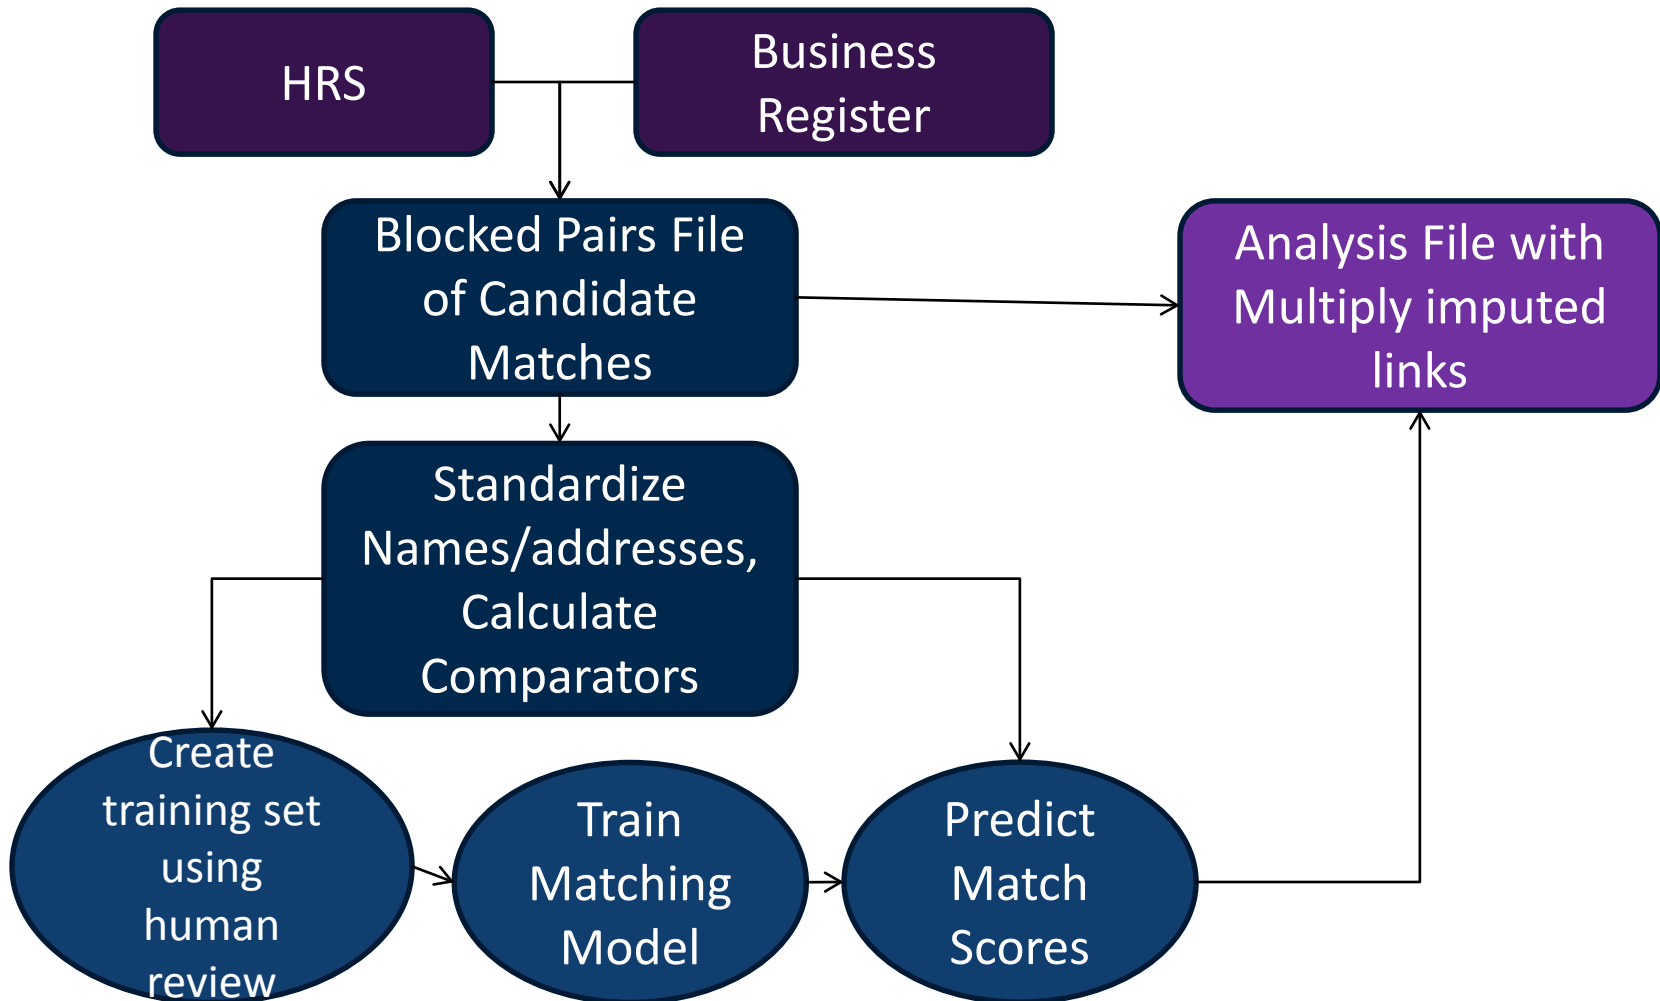 HRS
Business
Register
Blocked Pairs File
of Candidate
Matches
Analysis File with
Multiply imputed
links
Standardize
Names/addresses,
Calculate
Comparators
Create
training set
using
human
review
Train
Matching
Model
Predict
Match
Scores